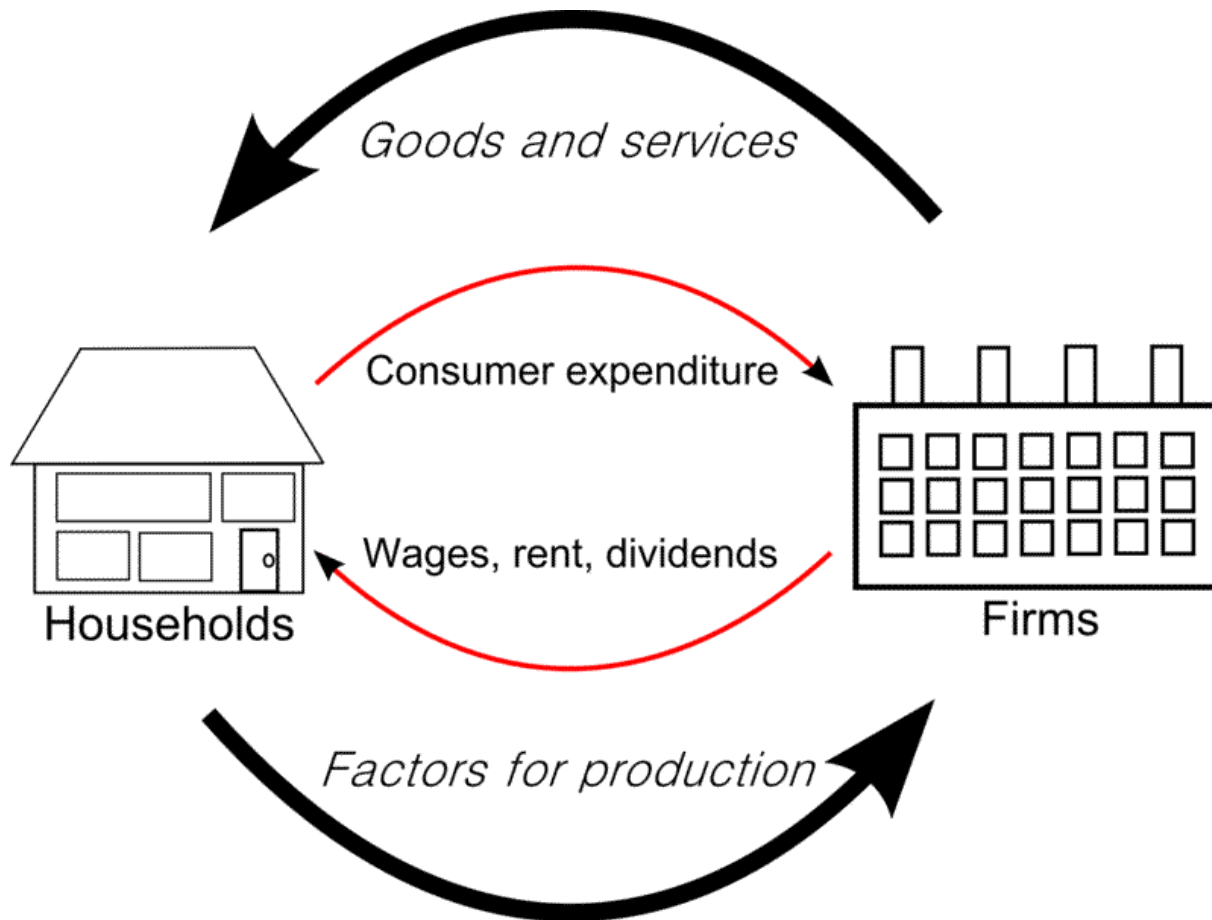 Goods and services
Consumer expenditure
Wages, rent, dividends
Households
Firms
Factors for production